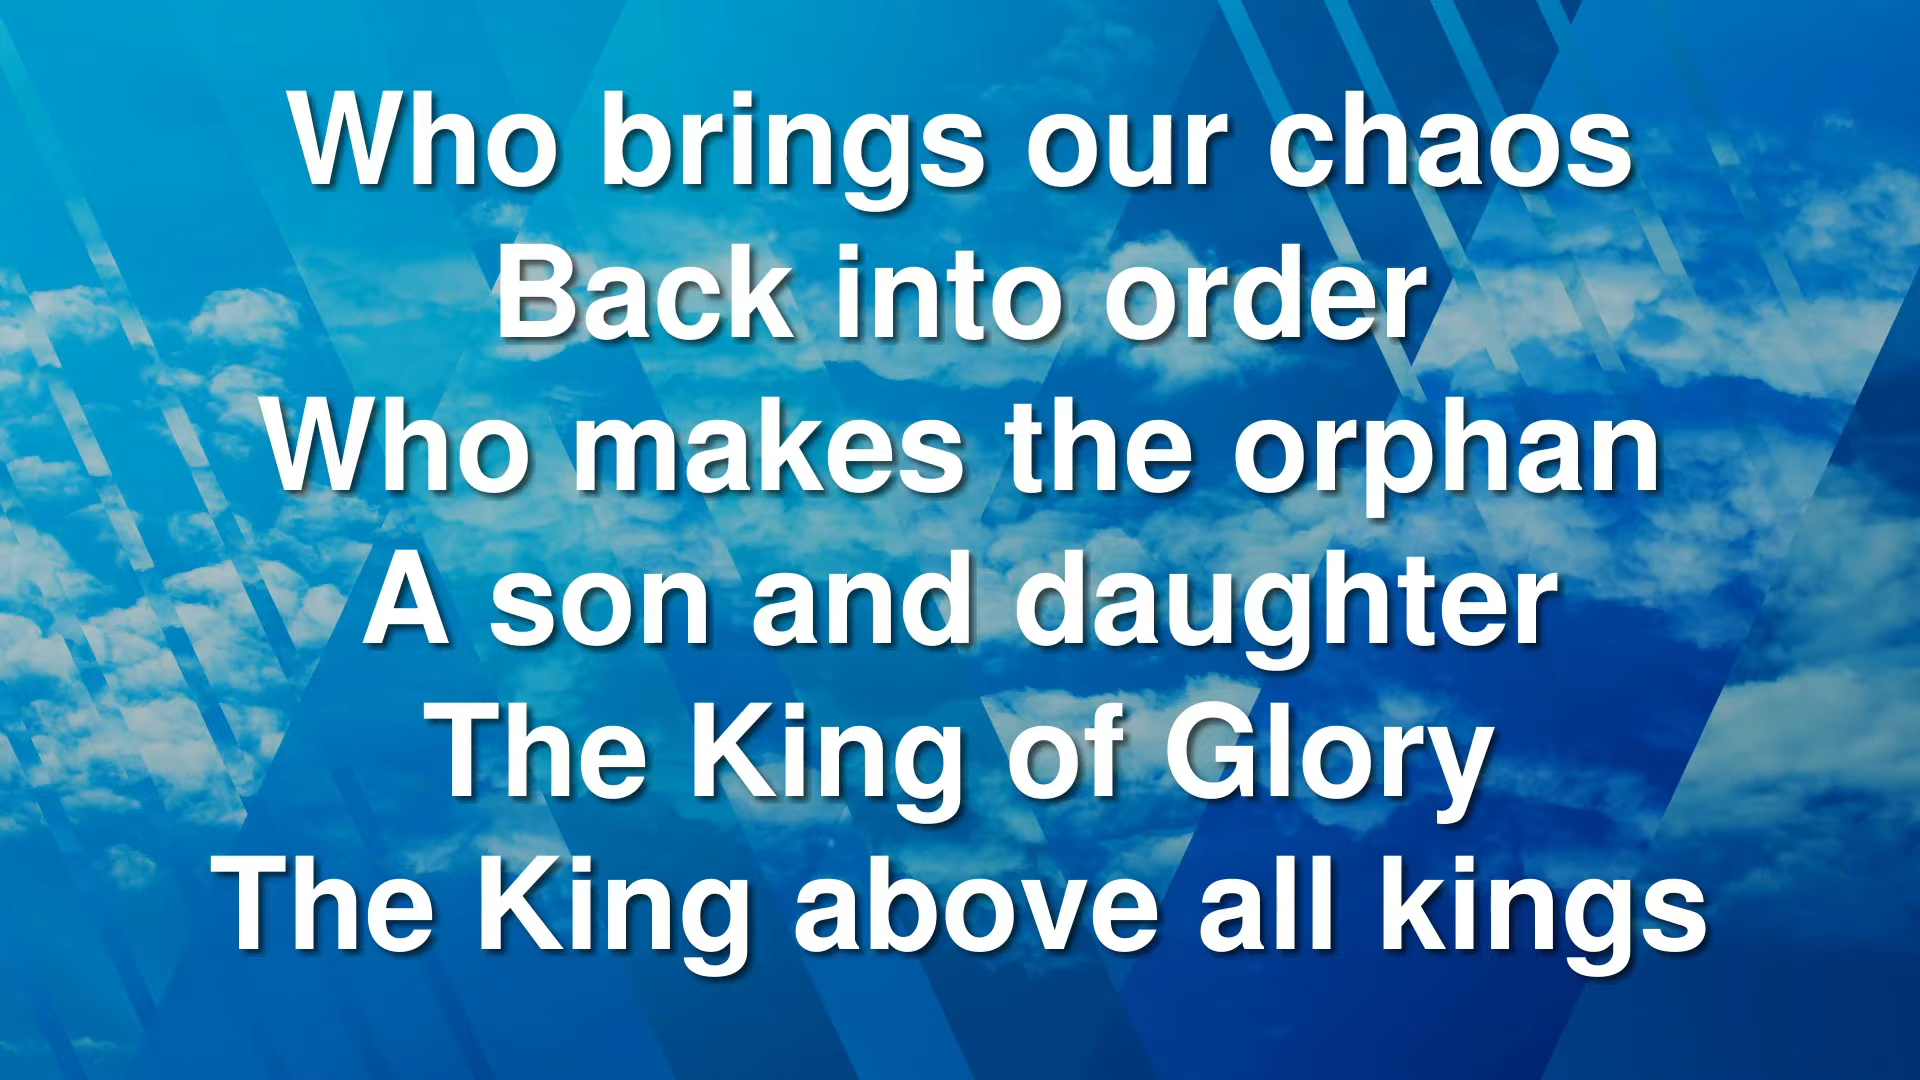 Who brings our chaos
Back into order
Who makes the orphan
A son and daughter
The King of Glory
The King above all kings